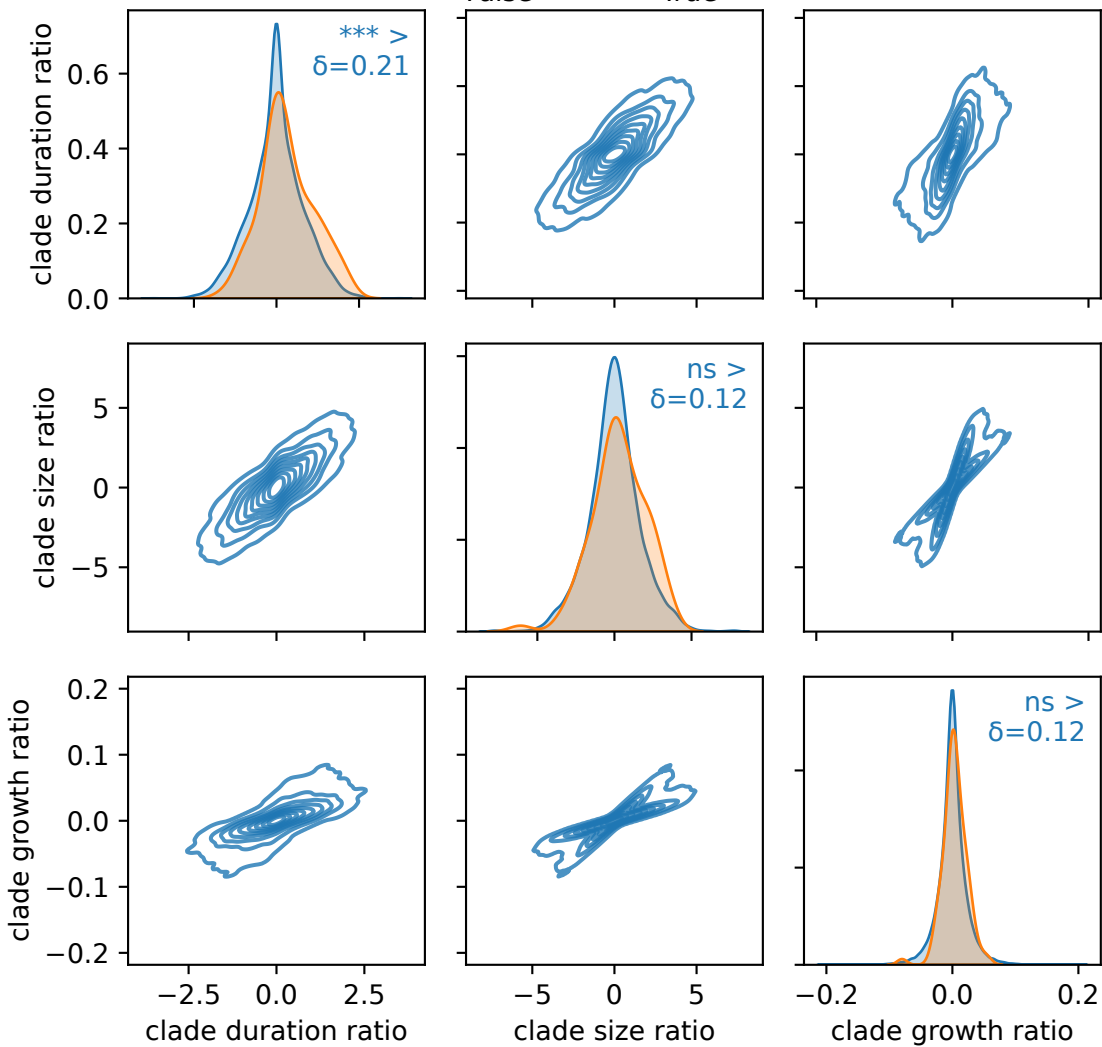 clade duration ratio
0.6
0.4
0.2
0.0
*** >
δ=0.21
clade size ratio
5
0
−5
ns >
δ=0.12
clade growth ratio
0.2
0.1
0.0
−0.1
−0.2
ns >
δ=0.12
−2.5 0.0 2.5
−5 0 5
−0.2 0.0 0.2
clade duration ratio
clade size ratio
clade growth ratio